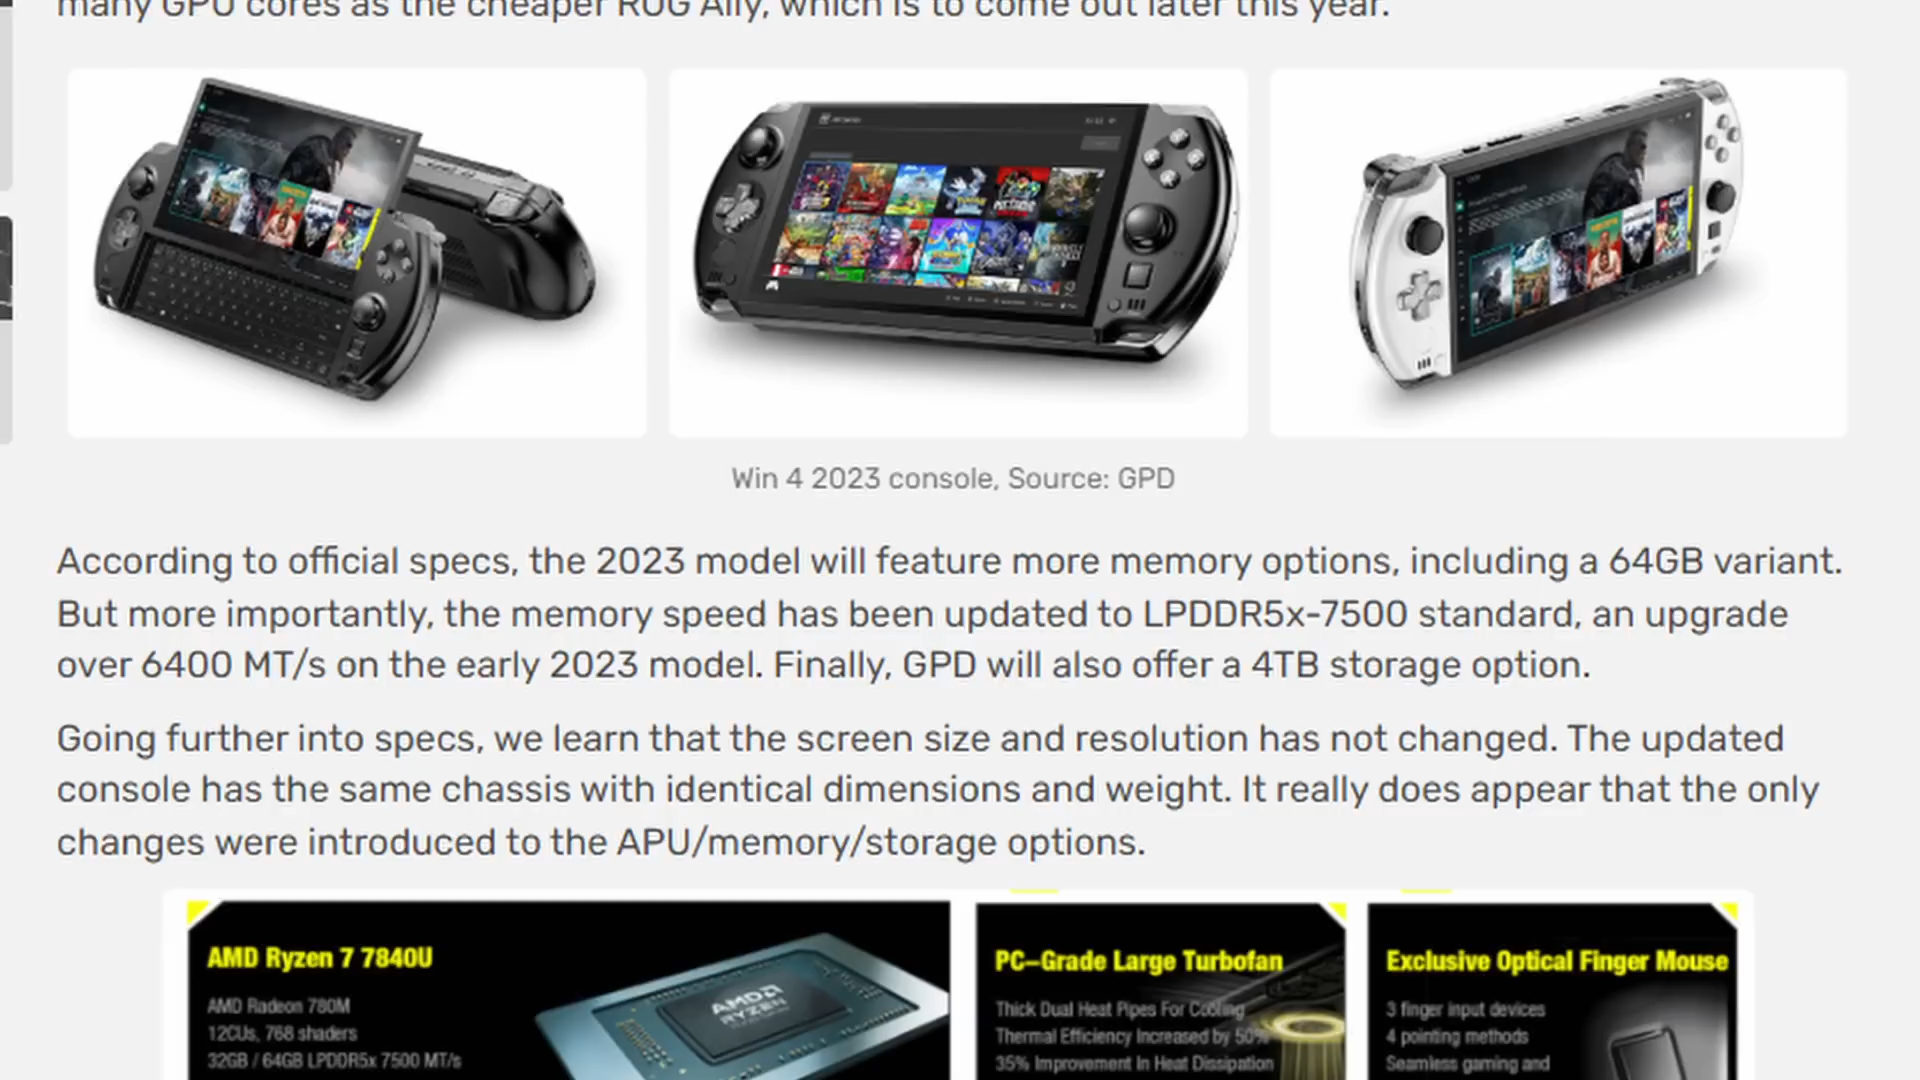 many GPU cores as the cheaper ROG Ally, which is to come out later this year.
Win 4 2023 console, Source: GPD
According to official specs, the 2023 model will feature more memory options, including a 64GB variant.
But more importantly, the memory speed has been updated to LPDDR5x-7500 standard, an upgrade
over 6400 MT/s on the early 2023 model. Finally, GPD will also offer a 4TB storage option.
Going further into specs, we learn that the screen size and resolution has not changed. The updated
console has the same chassis with identical dimensions and weight. It really does appear that the only
changes were introduced to the APU/memory/storage options.
AMD Ryzen 7 7840U
AMD Radeon 780M
12CUs, 768 shaders
32GB / 64GB LPDDR5x 7500 MT/s
AMD
RYZEN
PC-Grade Large Turbofan
Thick Dual Heat Pipes For Cooling
Thermal Efficiency Increased by 50%
35% Improvement In Heat Dissipation
Exclusive Optical Finger Mouse
3 finger input devices
4 pointing methods
Seamless gaming and